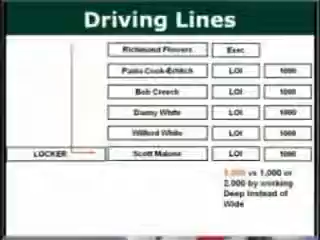 Driving Lines
Richmond Flowers Exec
Paula Cook-Echtich LOI 1000
Bob Creech LOI 1000
Danny White LOI 1000
Wilford White LOI 1000
LOCKER Scott Malone LOI 1000
5,000 vs 1,000 or
2,000 by working
Deep instead of
Wide